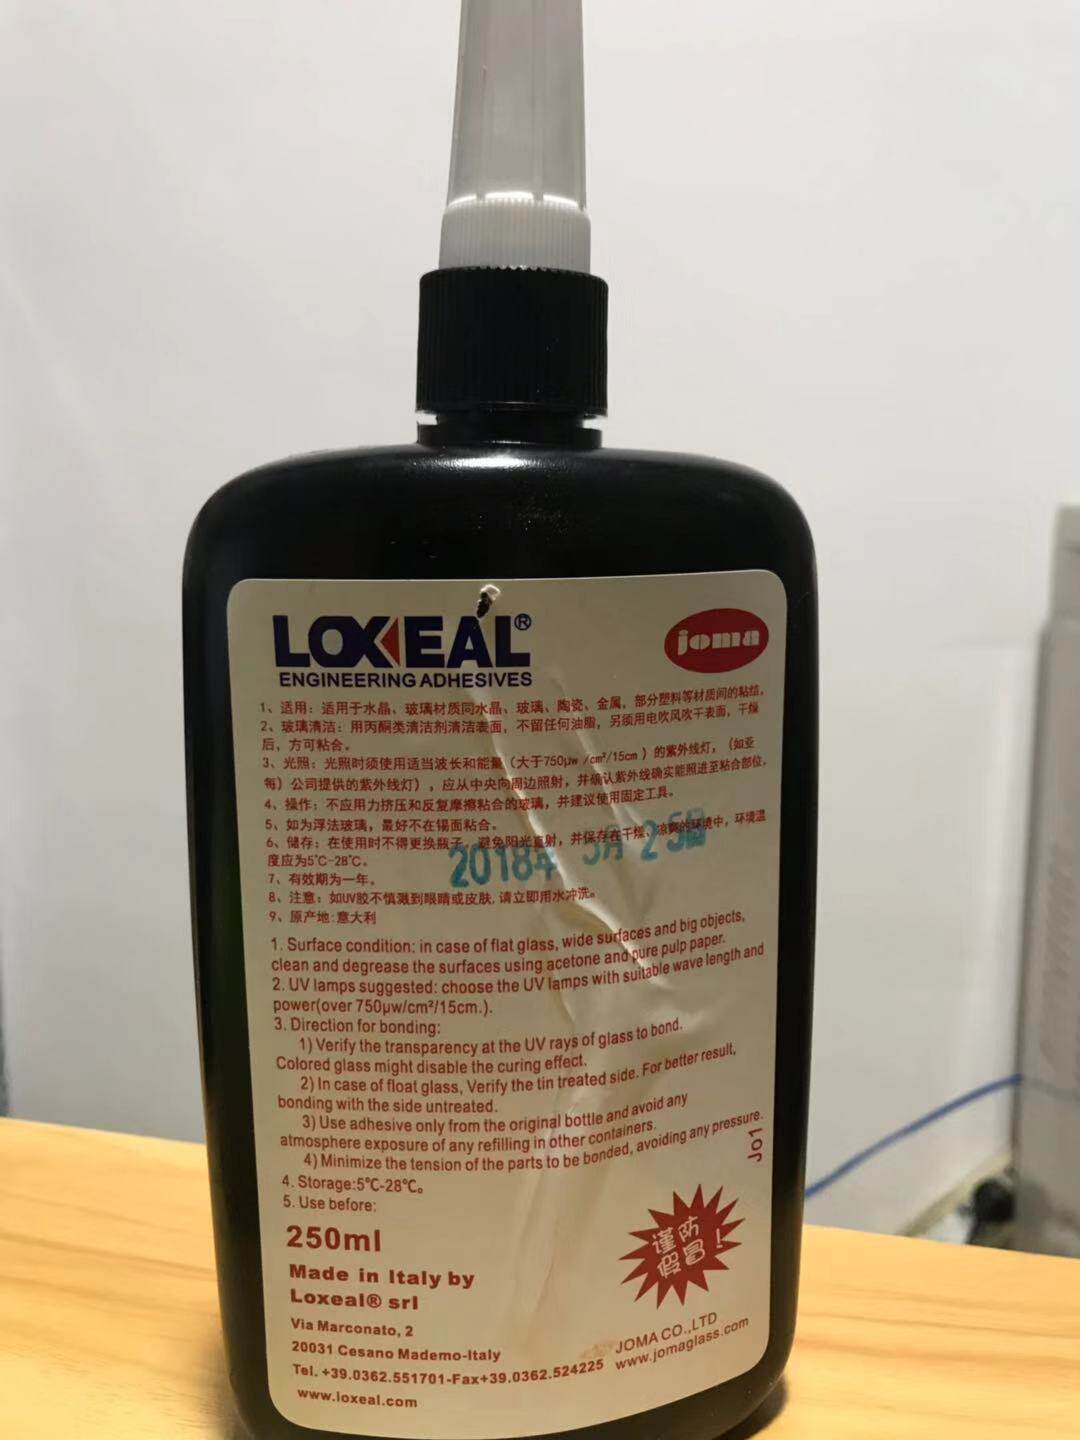 LOXEAL®
joma
ENGINEERING ADHESIVES
1、适用：适用于水晶、玻璃材质同水晶、玻璃、陶瓷、金属，部分塑料等材质间的粘结。
2、玻璃清洁：用丙酮类清洁剂清洁表面，不留任何油脂，另须用电吹风吹干表面，干燥
后，方可粘合。
3、光照：光照时须使用适当波长和能量（大于750μw /cm²/15cm ）的紫外线灯，（如亚
每）公司提供的紫外线灯），应从中央向周边照射，并确认紫外线确实能照进至粘合部位，
4、操作：不应用力挤压和反复摩擦粘合的玻璃，并建议使用固定工具。
5、如为浮法玻璃，最好不在锡面粘合。
6、储存：在使用时不得更换瓶子，避免阳光直射，并保存在干燥、凉爽的环境中，环境温
度应为5℃-28℃。
2018年 月25
7、有效期为一年。
8、注意：如UV胶不慎溅到眼睛或皮肤,请立即用水冲洗。
9、原产地:意大利
1. Surface condition: in case of flat glass, wide surfaces and big objects,
clean and degrease the surfaces using acetone and pure pulp paper.
2. UV lamps suggested: choose the UV lamps with suitable wave length and
power(over 750μw/cm²/15cm.).
3. Direction for bonding:
1) Verify the transparency at the UV rays of glass to bond.
Colored glass might disable the curing effect.
2) In case of float glass, Verify the tin treated side. For better result,
bonding with the side untreated.
3) Use adhesive only from the original bottle and avoid any
atmosphere exposure of any refilling in other containers.
4) Minimize the tension of the parts to be bonded, avoiding any pressure.
4. Storage:5℃-28℃。
5. Use before:
Jo1
250ml
谨防
假冒！
Made in Italy by
Loxeal® srl
Via Marconato, 2
20031 Cesano Mademo-Italy
Tel. +39.0362.551701-Fax+39.0362.524225
www.loxeal.com
JOMA CO.,LTD
www.jomaglass.com